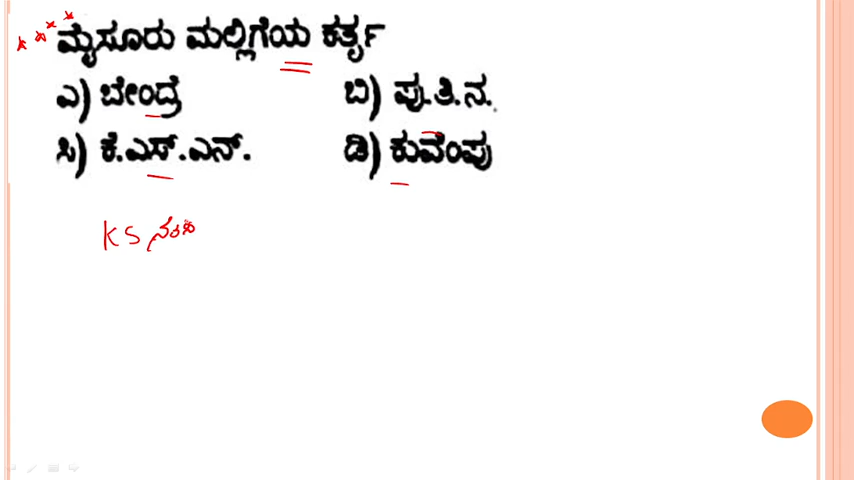 ಮೈಸೂರು ಮಲ್ಲಿಗೆಯ ಕರ್ತೃ
ಎ) ಬೇಂದ್ರೆ ಬಿ) ಪು.ತಿ.ನ.
ಸಿ) ಕೆ.ಎಸ್.ಎನ್. ಡಿ) ಕುವೆಂಪು
KS